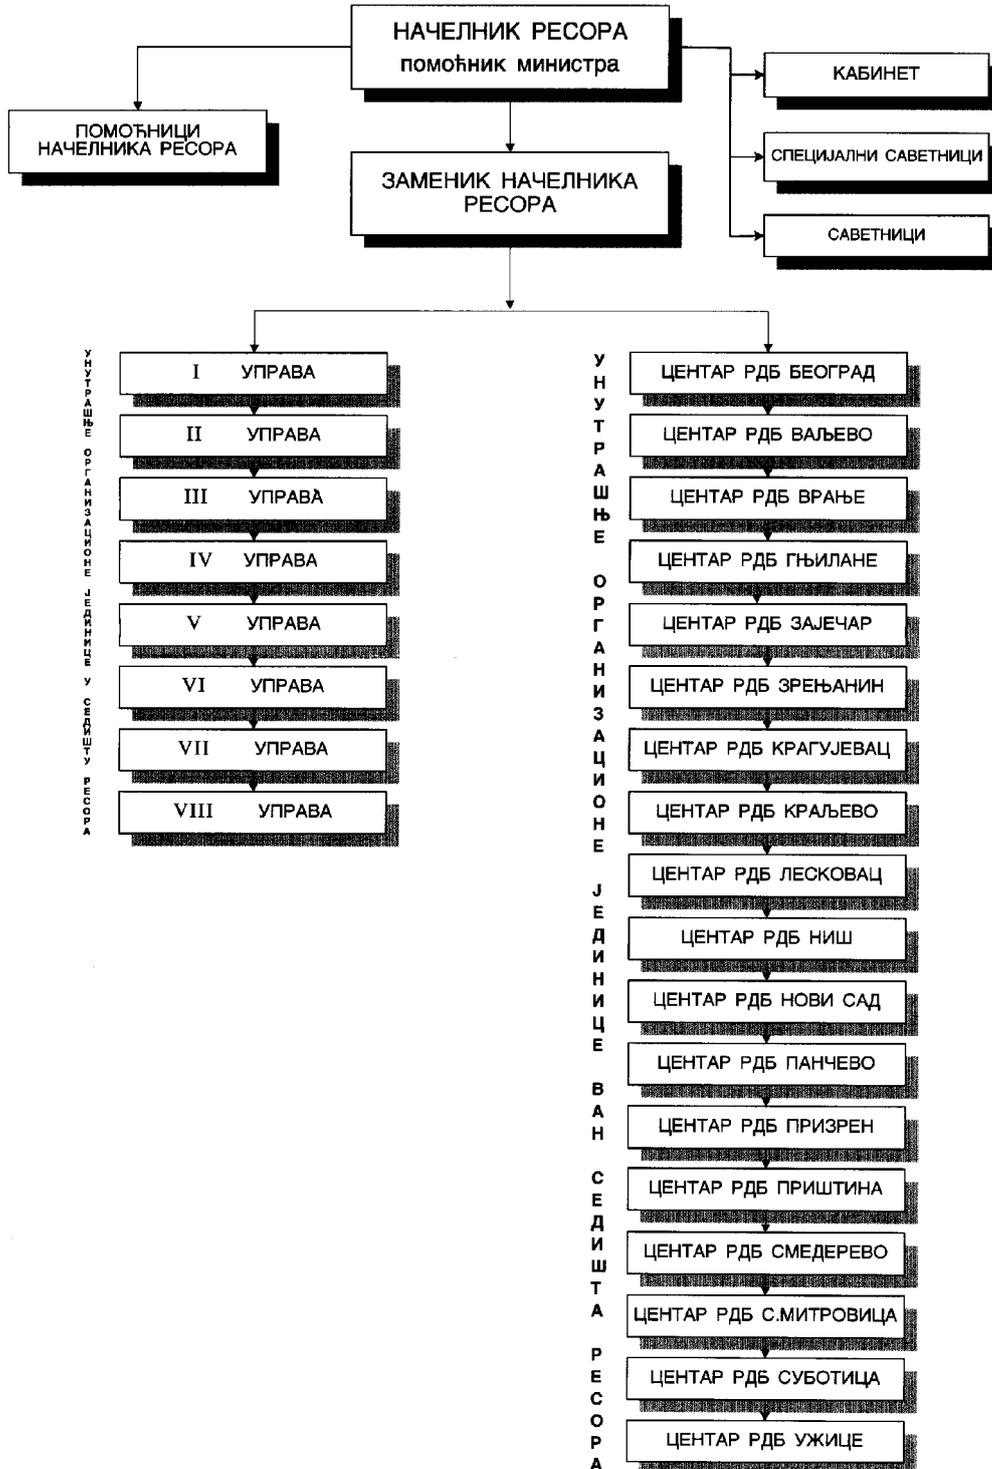 НАЧЕЛНИК РЕСОРА
помоћник министра
КАБИНЕТ
ПОМОЋНИЦИ
НАЧЕЛНИКА РЕСОРА
СПЕЦИЈАЛНИ САВЕТНИЦИ
ЗАМЕНИК НАЧЕЛНИКА
РЕСОРА
САВЕТНИЦИ
УНУТРАШЊЕ ОРГАНИЗАЦИОНЕ ЈЕДИНИЦЕ У СЕДИШТУ РЕСОРА
I УПРАВА
II УПРАВА
III УПРАВА
IV УПРАВА
V УПРАВА
VI УПРАВА
VII УПРАВА
VIII УПРАВА
УНУТРАШЊЕ ОРГАНИЗАЦИОНЕ ЈЕДИНИЦЕ ВАН СЕДИШТА РЕСОРА
ЦЕНТАР РДБ БЕОГРАД
ЦЕНТАР РДБ ВАЉЕВО
ЦЕНТАР РДБ ВРАЊЕ
ЦЕНТАР РДБ ГЊИЛАНЕ
ЦЕНТАР РДБ ЗАЈЕЧАР
ЦЕНТАР РДБ ЗРЕЊАНИН
ЦЕНТАР РДБ КРАГУЈЕВАЦ
ЦЕНТАР РДБ КРАЉЕВО
ЦЕНТАР РДБ ЛЕСКОВАЦ
ЦЕНТАР РДБ НИШ
ЦЕНТАР РДБ НОВИ САД
ЦЕНТАР РДБ ПАНЧЕВО
ЦЕНТАР РДБ ПРИЗРЕН
ЦЕНТАР РДБ ПРИШТИНА
ЦЕНТАР РДБ СМЕДЕРЕВО
ЦЕНТАР РДБ С.МИТРОВИЦА
ЦЕНТАР РДБ СУБОТИЦА
ЦЕНТАР РДБ УЖИЦЕ